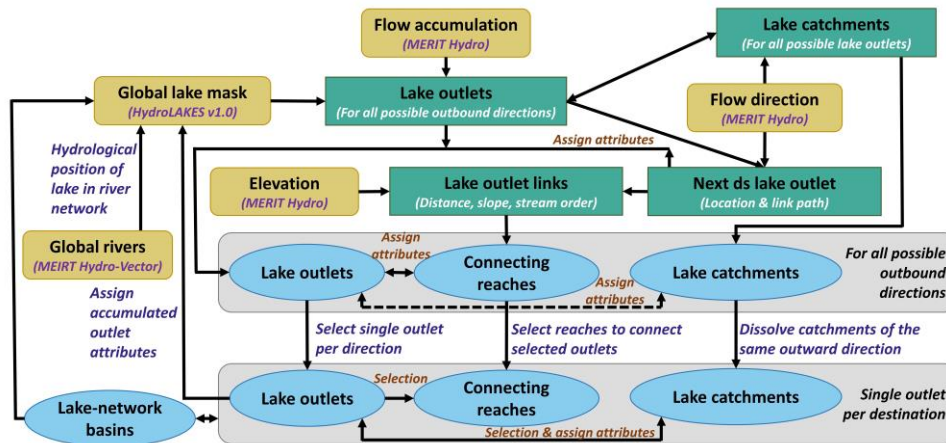 Flow accumulation
(MERIT Hydro)
Lake catchments
(For all possible lake outlets)
Global lake mask
(HydroLAKES v1.0)
Lake outlets
(For all possible outbound directions)
Flow direction
(MERIT Hydro)
Assign attributes
Hydrological
position of
lake in river
network
Elevation
(MERIT Hydro)
Lake outlet links
(Distance, slope, stream order)
Next ds lake outlet
(Location & link path)
Global rivers
(MEIRT Hydro-Vector)
Lake outlets
Assign
attributes
Connecting
reaches
Assign
attributes
Lake catchments
For all possible
outbound
directions
Assign
accumulated
outlet
attributes
Select single outlet
per direction
Select reaches to connect
selected outlets
Dissolve catchments of the
same outward direction
Lake-network
basins
Lake outlets
Selection
Connecting
reaches
Lake catchments
Selection & assign attributes
Single outlet
per destination